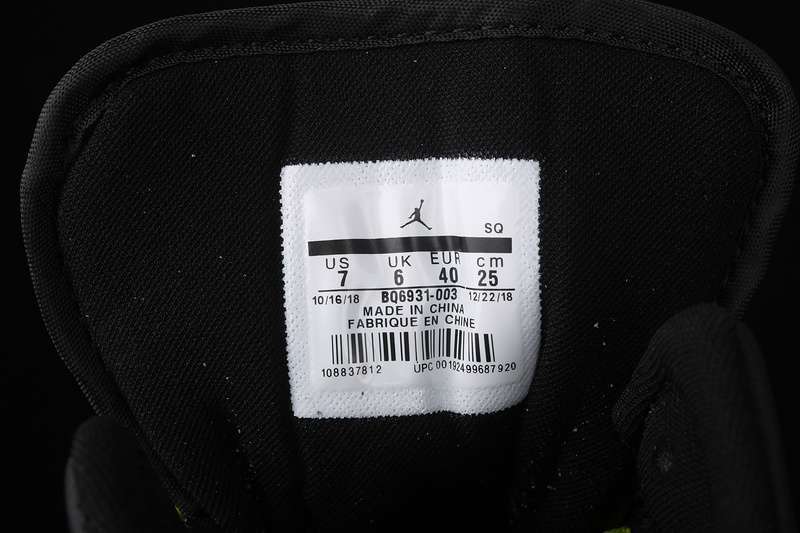 SQ
US UK EUR cm
7 6 40 25
10/16/18 BQ6931-003 12/22/18
MADE IN CHINA
FABRIQUE EN CHINE
108837812 UPC 00192499687920